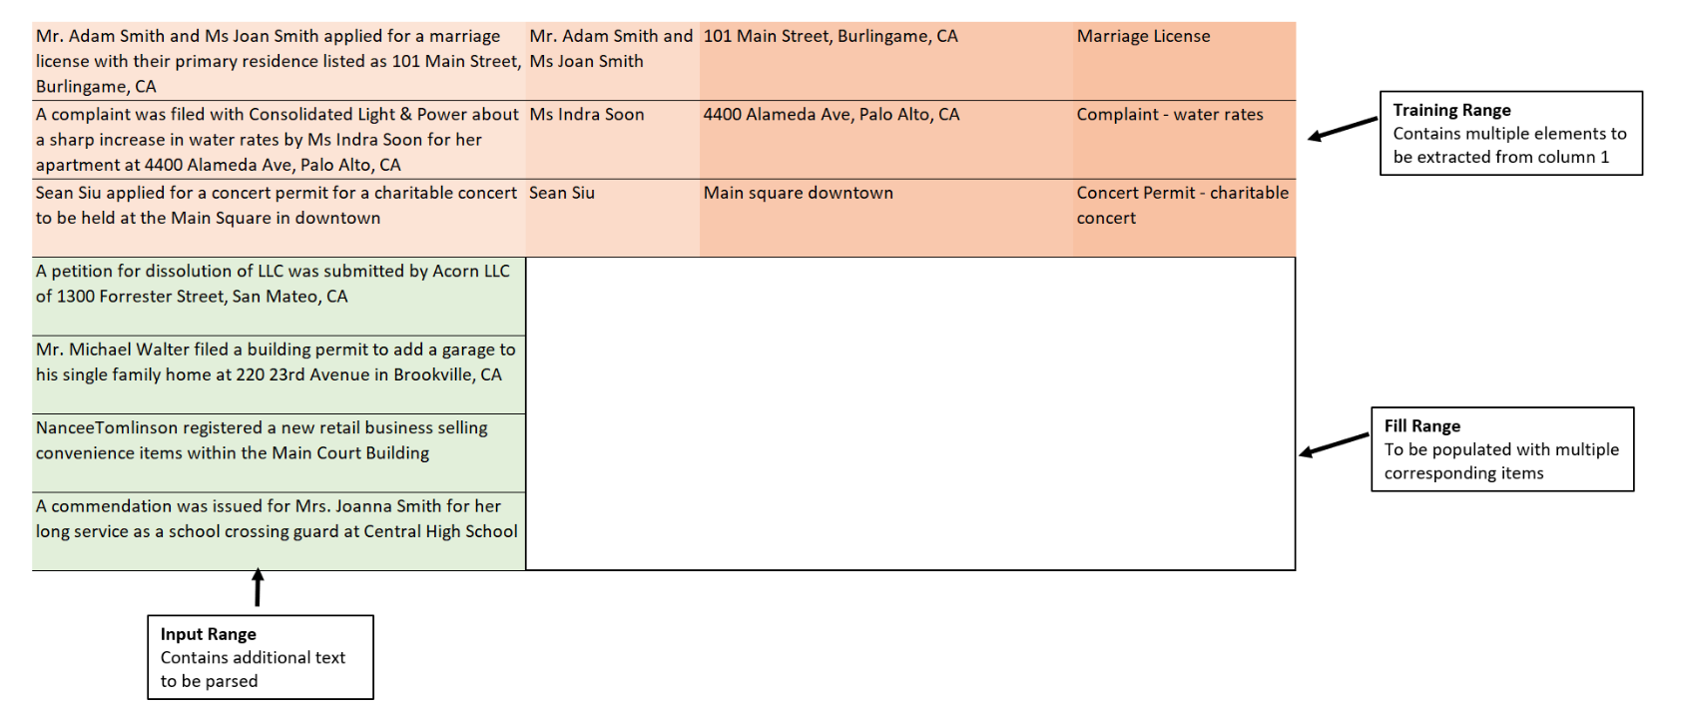 Mr. Adam Smith and Ms Joan Smith applied for a marriage
license with their primary residence listed as 101 Main Street,
Burlingame, CA
Mr. Adam Smith and
Ms Joan Smith
101 Main Street, Burlingame, CA
Marriage License
A complaint was filed with Consolidated Light & Power about
a sharp increase in water rates by Ms Indra Soon for her
apartment at 4400 Alameda Ave, Palo Alto, CA
Ms Indra Soon
4400 Alameda Ave, Palo Alto, CA
Complaint - water rates
Sean Siu applied for a concert permit for a charitable concert
to be held at the Main Square in downtown
Sean Siu
Main square downtown
Concert Permit - charitable
concert
Training Range
Contains multiple elements to
be extracted from column 1
A petition for dissolution of LLC was submitted by Acorn LLC
of 1300 Forrester Street, San Mateo, CA
Mr. Michael Walter filed a building permit to add a garage to
his single family home at 220 23rd Avenue in Brookville, CA
NanceeTomlinson registered a new retail business selling
convenience items within the Main Court Building
A commendation was issued for Mrs. Joanna Smith for her
long service as a school crossing guard at Central High School
Fill Range
To be populated with multiple
corresponding items
Input Range
Contains additional text
to be parsed